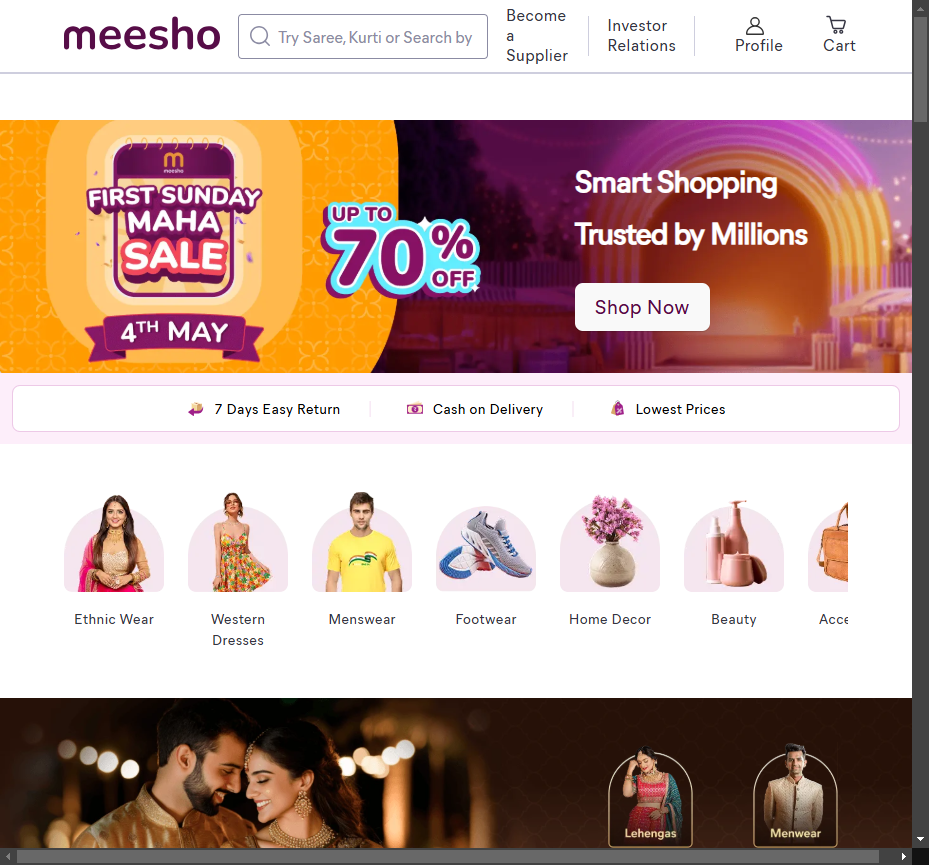 meesho
Try Saree, Kurti or Search by
Become
a
Supplier
Investor
Relations
Profile
Cart
meesho
FIRST SUNDAY
MAHA
SALE
4TH MAY
UP TO
70%
OFF
Smart Shopping
Trusted by Millions
Shop Now
7 Days Easy Return
Cash on Delivery
Lowest Prices
Ethnic Wear
Western
Dresses
Menswear
Footwear
Home Decor
Beauty
Acce
Lehengas
Menwear